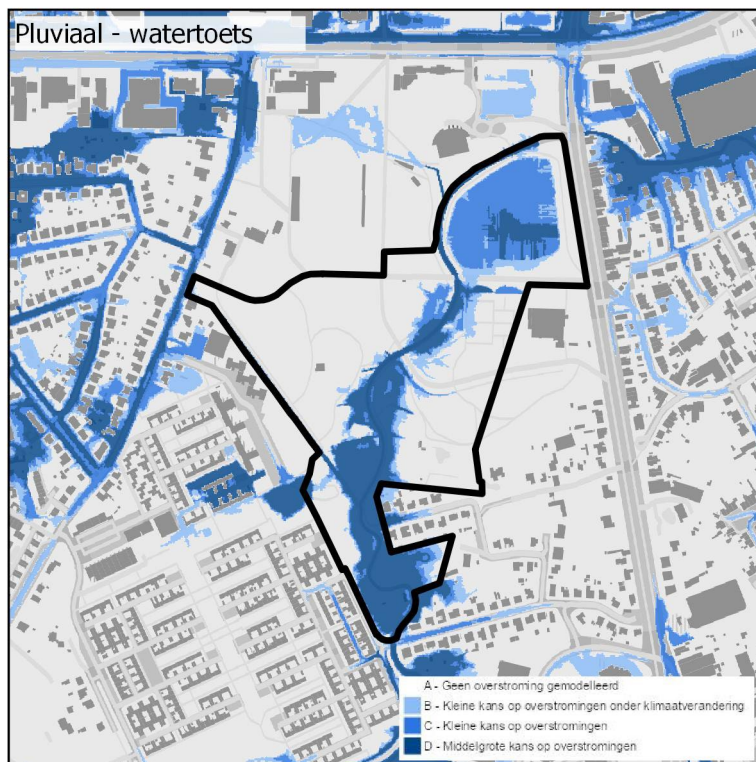 Pluviaal - watertoets
A - Geen overstroming gemodelleerd
B - Kleine kans op overstromingen onder klimaatverandering
C - Kleine kans op overstromingen
D - Middelgrote kans op overstromingen